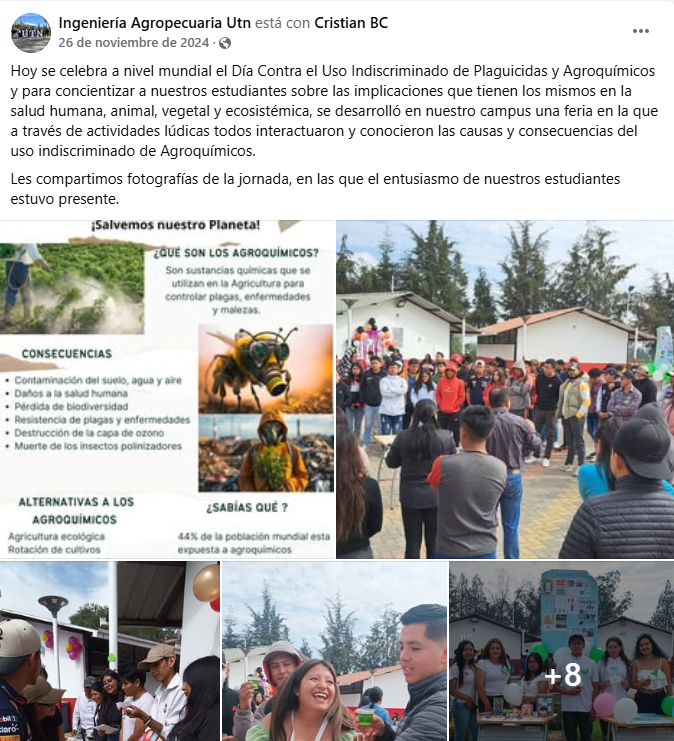 Ingeniería Agropecuaria Utn está con Cristian BC
26 de noviembre de 2024 ·
Hoy se celebra a nivel mundial el Día Contra el Uso Indiscriminado de Plaguicidas y Agroquímicos
y para concientizar a nuestros estudiantes sobre las implicaciones que tienen los mismos en la
salud humana, animal, vegetal y ecosistémica, se desarrolló en nuestro campus una feria en la que
a través de actividades lúdicas todos interactuaron y conocieron las causas y consecuencias del
uso indiscriminado de Agroquímicos.
Les compartimos fotografías de la jornada, en las que el entusiasmo de nuestros estudiantes
estuvo presente.
¡Salvemos nuestro Planeta!
¿QUÉ SON LOS AGROQUÍMICOS?
Son sustancias químicas que se
utilizan en la Agricultura para
controlar plagas, enfermedades
y malezas.
CONSECUENCIAS
• Contaminación del suelo, agua y aire
• Daños a la salud humana
• Pérdida de biodiversidad
• Resistencia de plagas y enfermedades
• Destrucción de la capa de ozono
• Muerte de los insectos polinizadores
ALTERNATIVAS A LOS
AGROQUÍMICOS
Agricultura ecológica
Rotación de cultivos
¿SABÍAS QUÉ ?
44% de la población mundial esta
expuesta a agroquímicos
+8
UTN